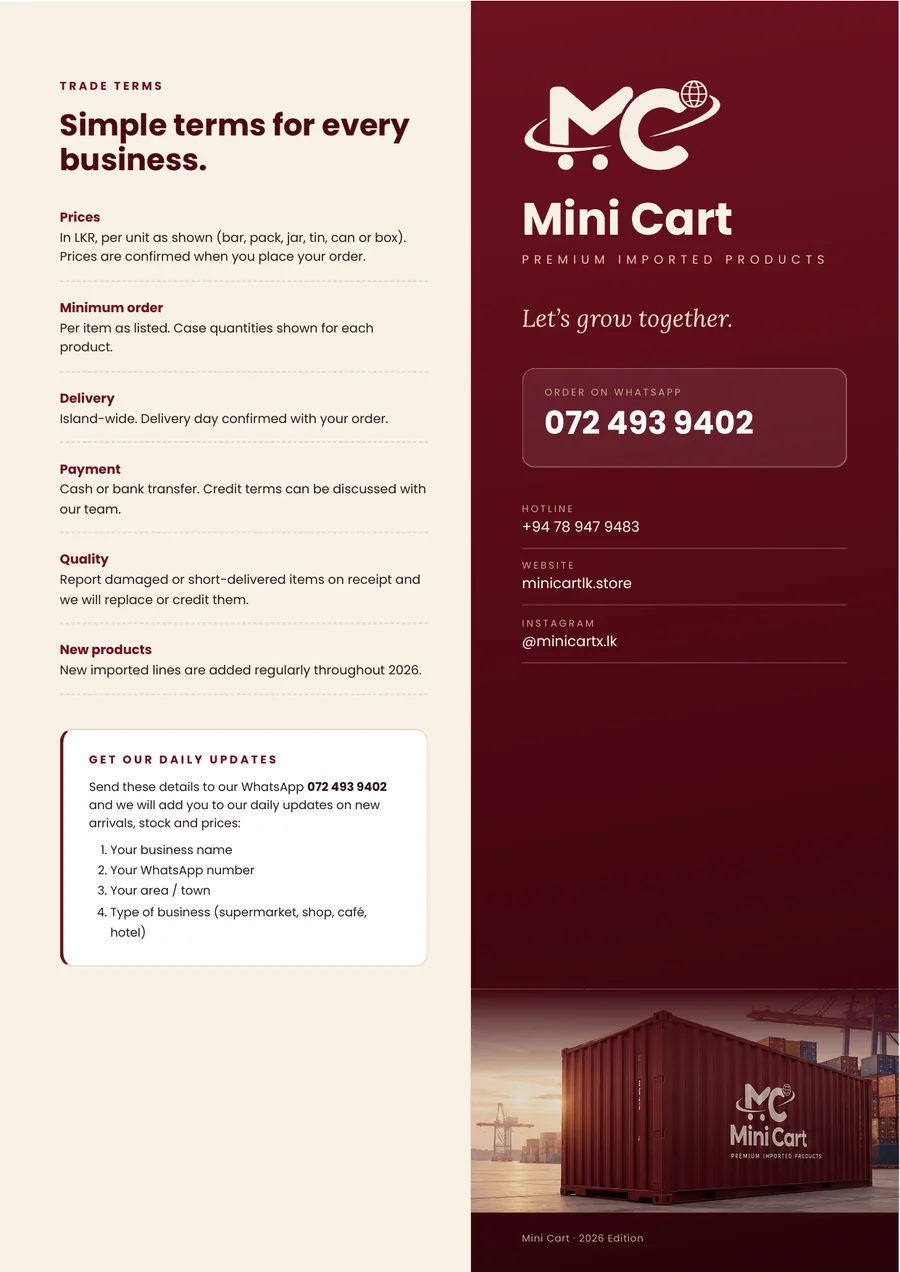 TRADE TERMS
Simple terms for every
business.
Prices
In LKR, per unit as shown (bar, pack, jar, tin, can or box).
Prices are confirmed when you place your order.
Minimum order
Per item as listed. Case quantities shown for each
product.
Delivery
Island-wide. Delivery day confirmed with your order.
Payment
Cash or bank transfer. Credit terms can be discussed with
our team.
Quality
Report damaged or short-delivered items on receipt and
we will replace or credit them.
New products
New imported lines are added regularly throughout 2026.
GET OUR DAILY UPDATES
Send these details to our WhatsApp 072 493 9402
and we will add you to our daily updates on new
arrivals, stock and prices:
1. Your business name
2. Your WhatsApp number
3. Your area / town
4. Type of business (supermarket, shop, café,
hotel)
MC
Mini Cart
PREMIUM IMPORTED PRODUCTS
Let’s grow together.
ORDER ON WHATSAPP
072 493 9402
HOTLINE
+94 78 947 9483
WEBSITE
minicartlk.store
INSTAGRAM
@minicartx.lk
MC
Mini Cart
PREMIUM IMPORTED PRODUCTS
Mini Cart · 2026 Edition